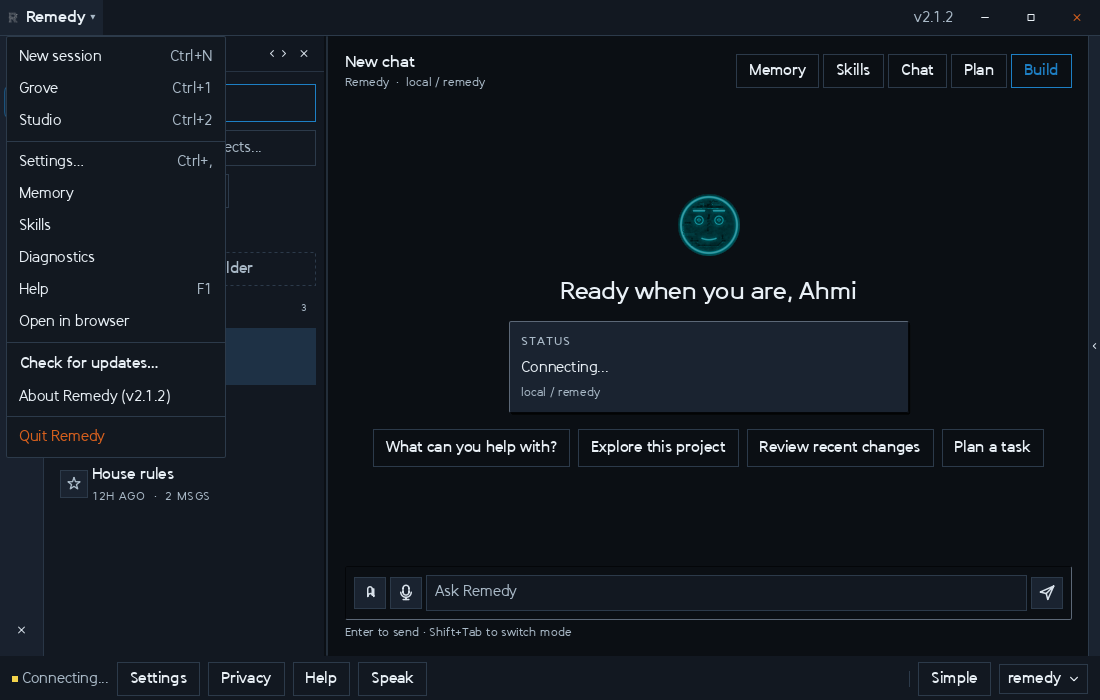 Remedy
v2.1.2
New session Ctrl+N
Grove Ctrl+1
Studio Ctrl+2
Settings... Ctrl+,
Memory
Skills
Diagnostics
Help F1
Open in browser
Check for updates...
About Remedy (v2.1.2)
Quit Remedy
ects...
lder
3
House rules
12H AGO · 2 MSGS
New chat
Remedy · local / remedy
Memory Skills Chat Plan Build
Ready when you are, Ahmi
STATUS
Connecting...
local / remedy
What can you help with? Explore this project Review recent changes Plan a task
Ask Remedy
Enter to send · Shift+Tab to switch mode
Connecting... Settings Privacy Help Speak Simple remedy